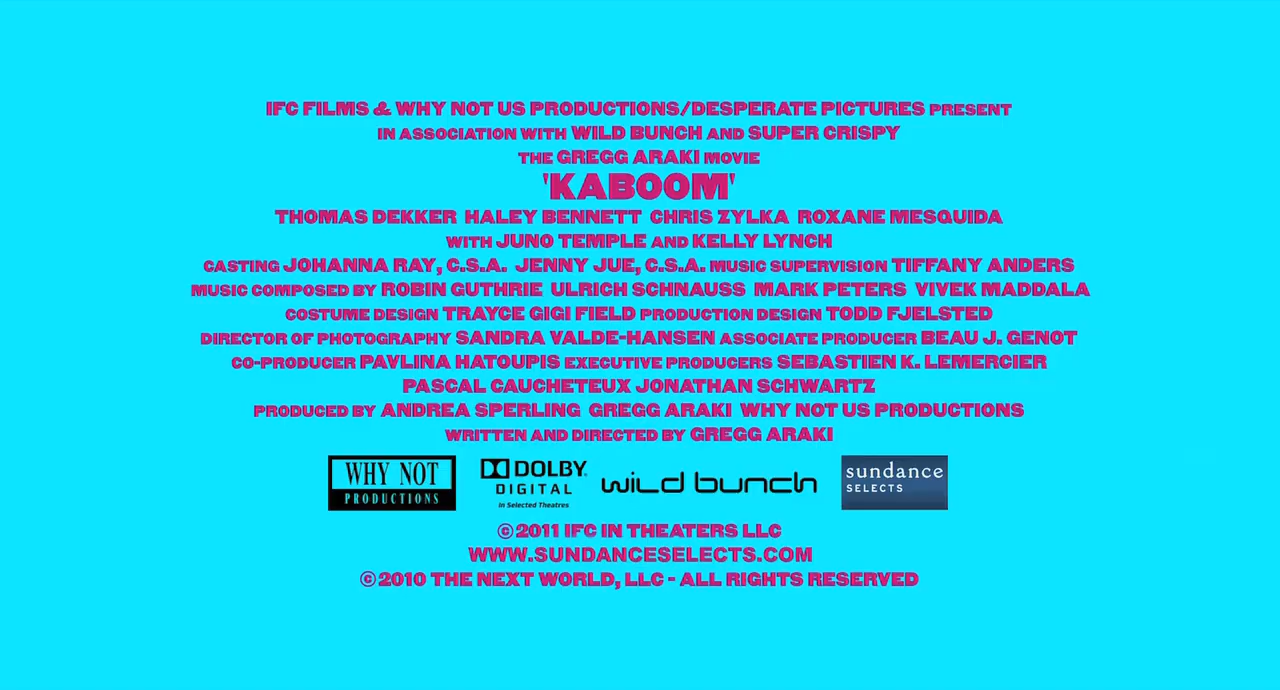 IFC FILMS & WHY NOT US PRODUCTIONS/DESPERATE PICTURES PRESENT
IN ASSOCIATION WITH WILD BUNCH AND SUPER CRISPY
THE GREGG ARAKI MOVIE
'KABOOM'
THOMAS DEKKER HALEY BENNETT CHRIS ZYLKA ROXANE MESQUIDA
WITH JUNO TEMPLE AND KELLY LYNCH
CASTING JOHANNA RAY, C.S.A. JENNY JUE, C.S.A. MUSIC SUPERVISION TIFFANY ANDERS
MUSIC COMPOSED BY ROBIN GUTHRIE ULRICH SCHNAUSS MARK PETERS VIVEK MADDALA
COSTUME DESIGN TRAYCE GIGI FIELD PRODUCTION DESIGN TODD FJELSTED
DIRECTOR OF PHOTOGRAPHY SANDRA VALDE-HANSEN ASSOCIATE PRODUCER BEAU J. GENOT
CO-PRODUCER PAVLINA HATOUPIS EXECUTIVE PRODUCERS SEBASTIEN K. LEMERCIER
PASCAL CAUCHETEUX JONATHAN SCHWARTZ
PRODUCED BY ANDREA SPERLING GREGG ARAKI WHY NOT US PRODUCTIONS
WRITTEN AND DIRECTED BY GREGG ARAKI
WHY NOT
PRODUCTIONS
DOLBY
DIGITAL
In Selected Theatres
wild bunch
sundance
SELECTS
©2011 IFC IN THEATERS LLC
WWW.SUNDANCESELECTS.COM
©2010 THE NEXT WORLD, LLC - ALL RIGHTS RESERVED